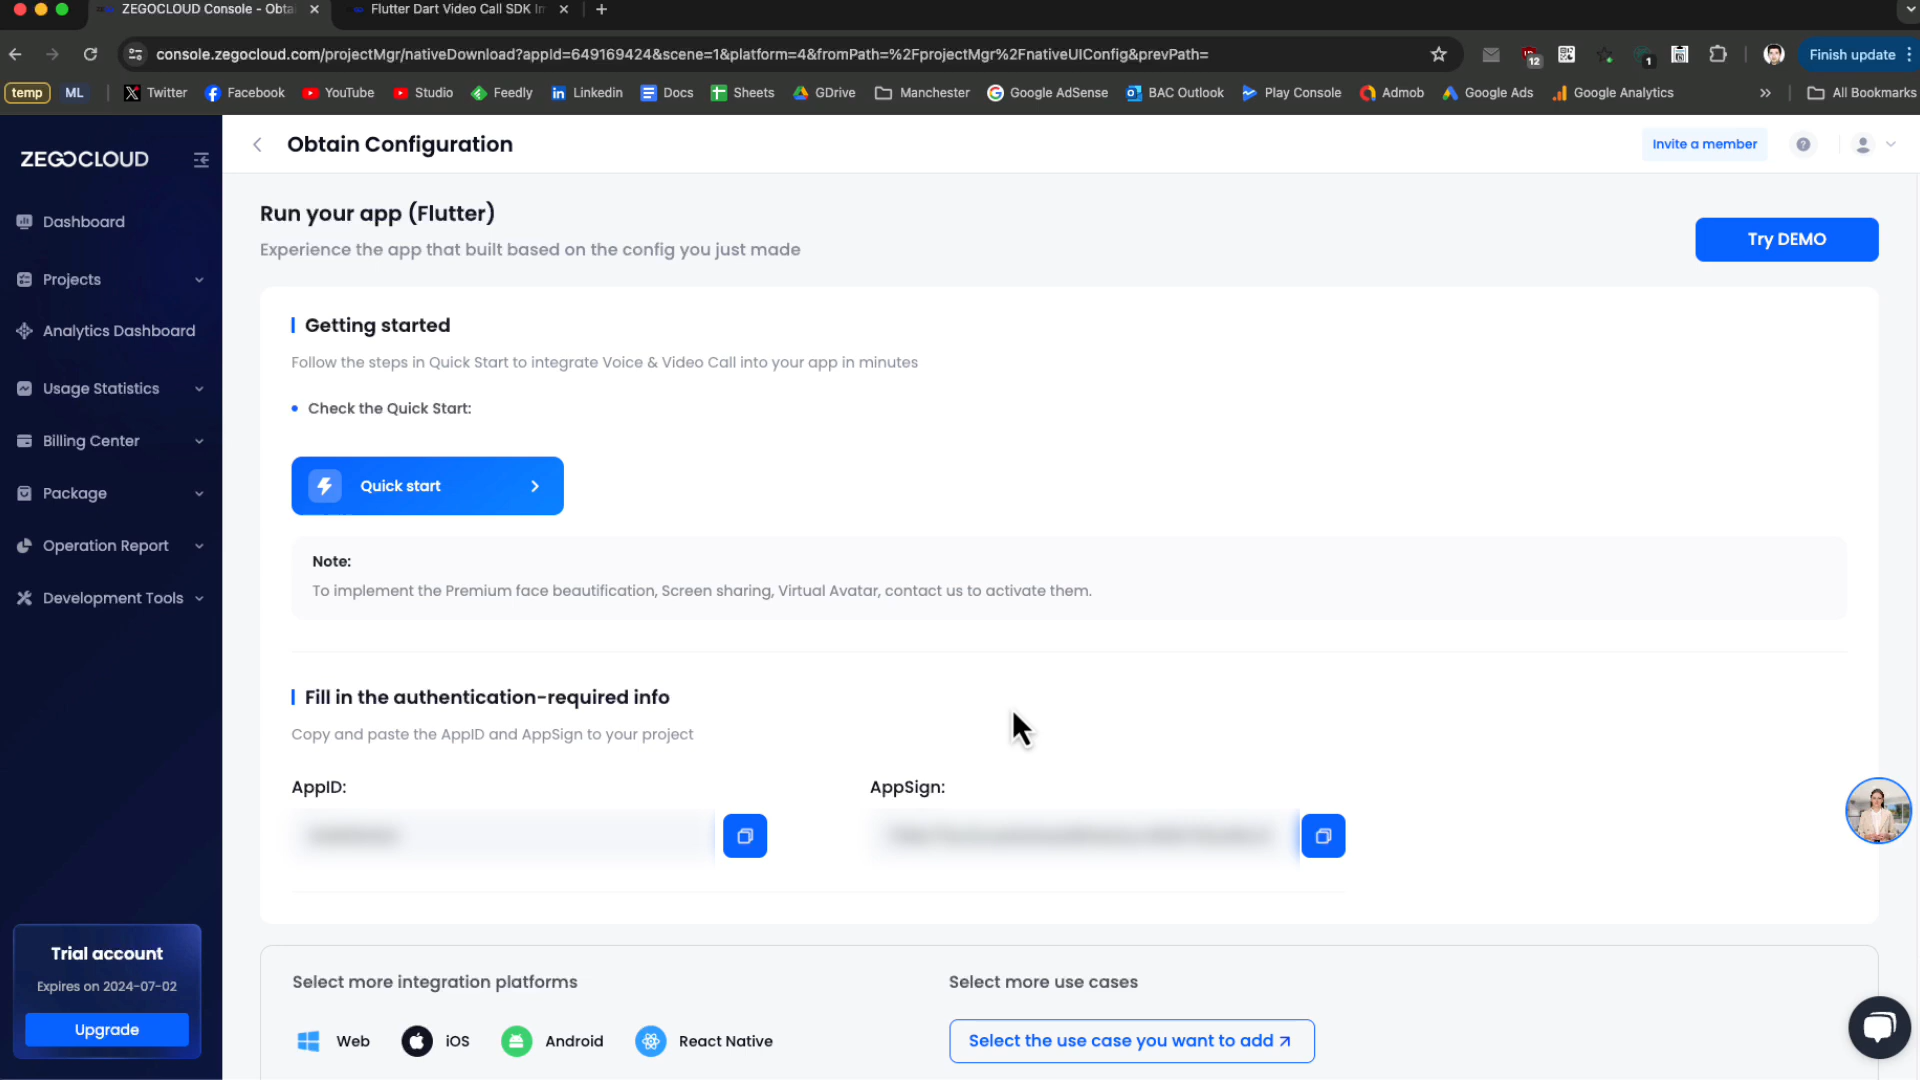 ZEGOCLOUD Console - Obtai
Flutter Dart Video Call SDK In
console.zegocloud.com/projectMgr/nativeDownload?appId=649169424&scene=1&platform=4&fromPath=%2FprojectMgr%2FnativeUIConfig&prevPath=
12
1
Finish update
temp
ML
Twitter
Facebook
YouTube
Studio
Feedly
Linkedin
Docs
Sheets
GDrive
Manchester
Google AdSense
BAC Outlook
Play Console
Admob
Google Ads
Google Analytics
All Bookmarks
ZEGOCLOUD
Obtain Configuration
Invite a member
Dashboard
Projects
Analytics Dashboard
Usage Statistics
Billing Center
Package
Operation Report
Development Tools
Run your app (Flutter)
Experience the app that built based on the config you just made
Try DEMO
Getting started
Follow the steps in Quick Start to integrate Voice & Video Call into your app in minutes
Check the Quick Start:
Quick start
Note:
To implement the Premium face beautification, Screen sharing, Virtual Avatar, contact us to activate them.
Fill in the authentication-required info
Copy and paste the AppID and AppSign to your project
AppID:
AppSign:
Trial account
Expires on 2024-07-02
Upgrade
Select more integration platforms
Web
iOS
Android
React Native
Select more use cases
Select the use case you want to add